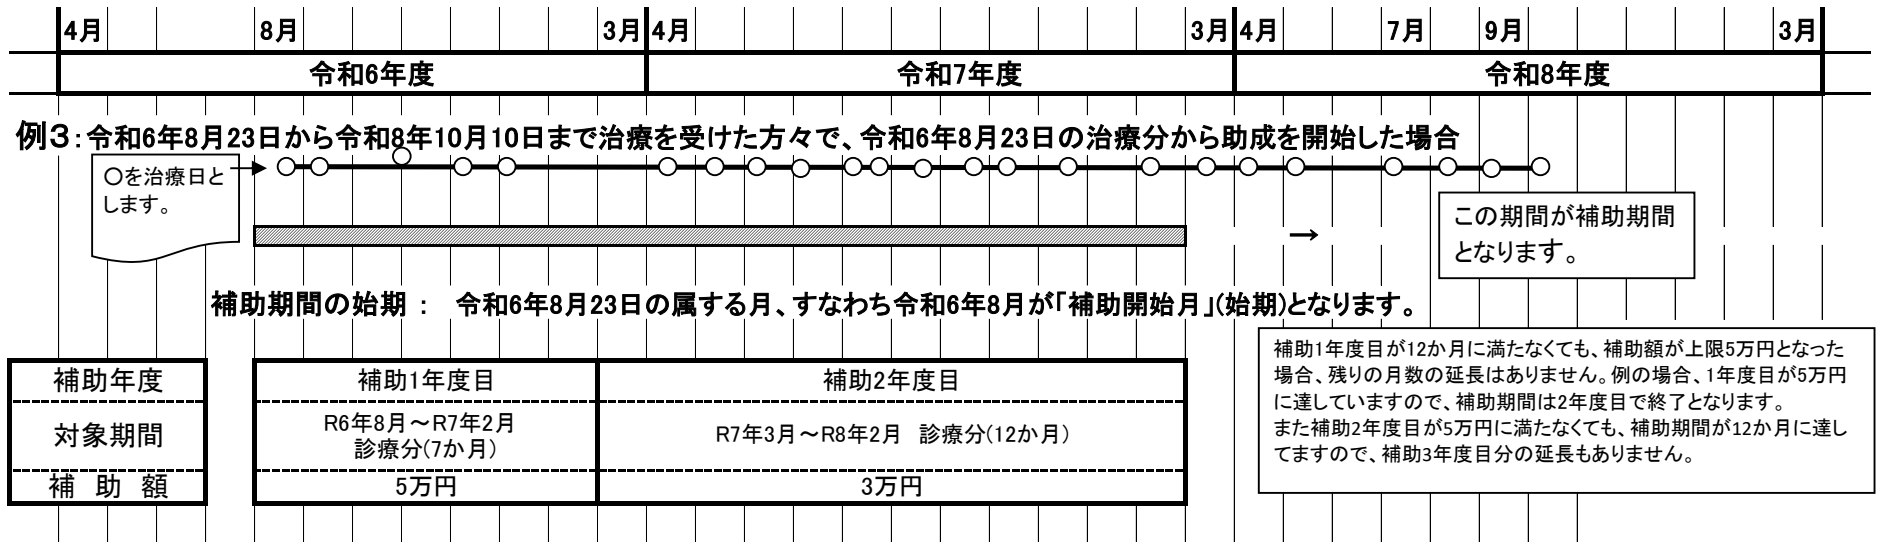 4月 8月 3月 4月 3月 4月 7月 9月 3月
令和6年度 令和7年度 令和8年度
例3:令和6年8月23日から令和8年10月10日まで治療を受けた方々で、令和6年8月23日の治療分から助成を開始した場合
〇を治療日と
します。
→
この期間が補助期間
となります。
補助期間の始期 : 令和6年8月23日の属する月、すなわち令和6年8月が「補助開始月」(始期)となります。
補助1年度目が12か月に満たなくても、補助額が上限5万円となった
場合、残りの月数の延長はありません。例の場合、1年度目が5万円
に達していますので、補助期間は2年度目で終了となります。
また補助2年度目が5万円に満たなくても、補助期間が12か月に達し
てますので、補助3年度目分の延長もありません。
補助年度 補助1年度目 補助2年度目
対象期間 R6年8月～R7年2月
診療分(7か月) R7年3月～R8年2月 診療分(12か月)
補 助 額 5万円 3万円